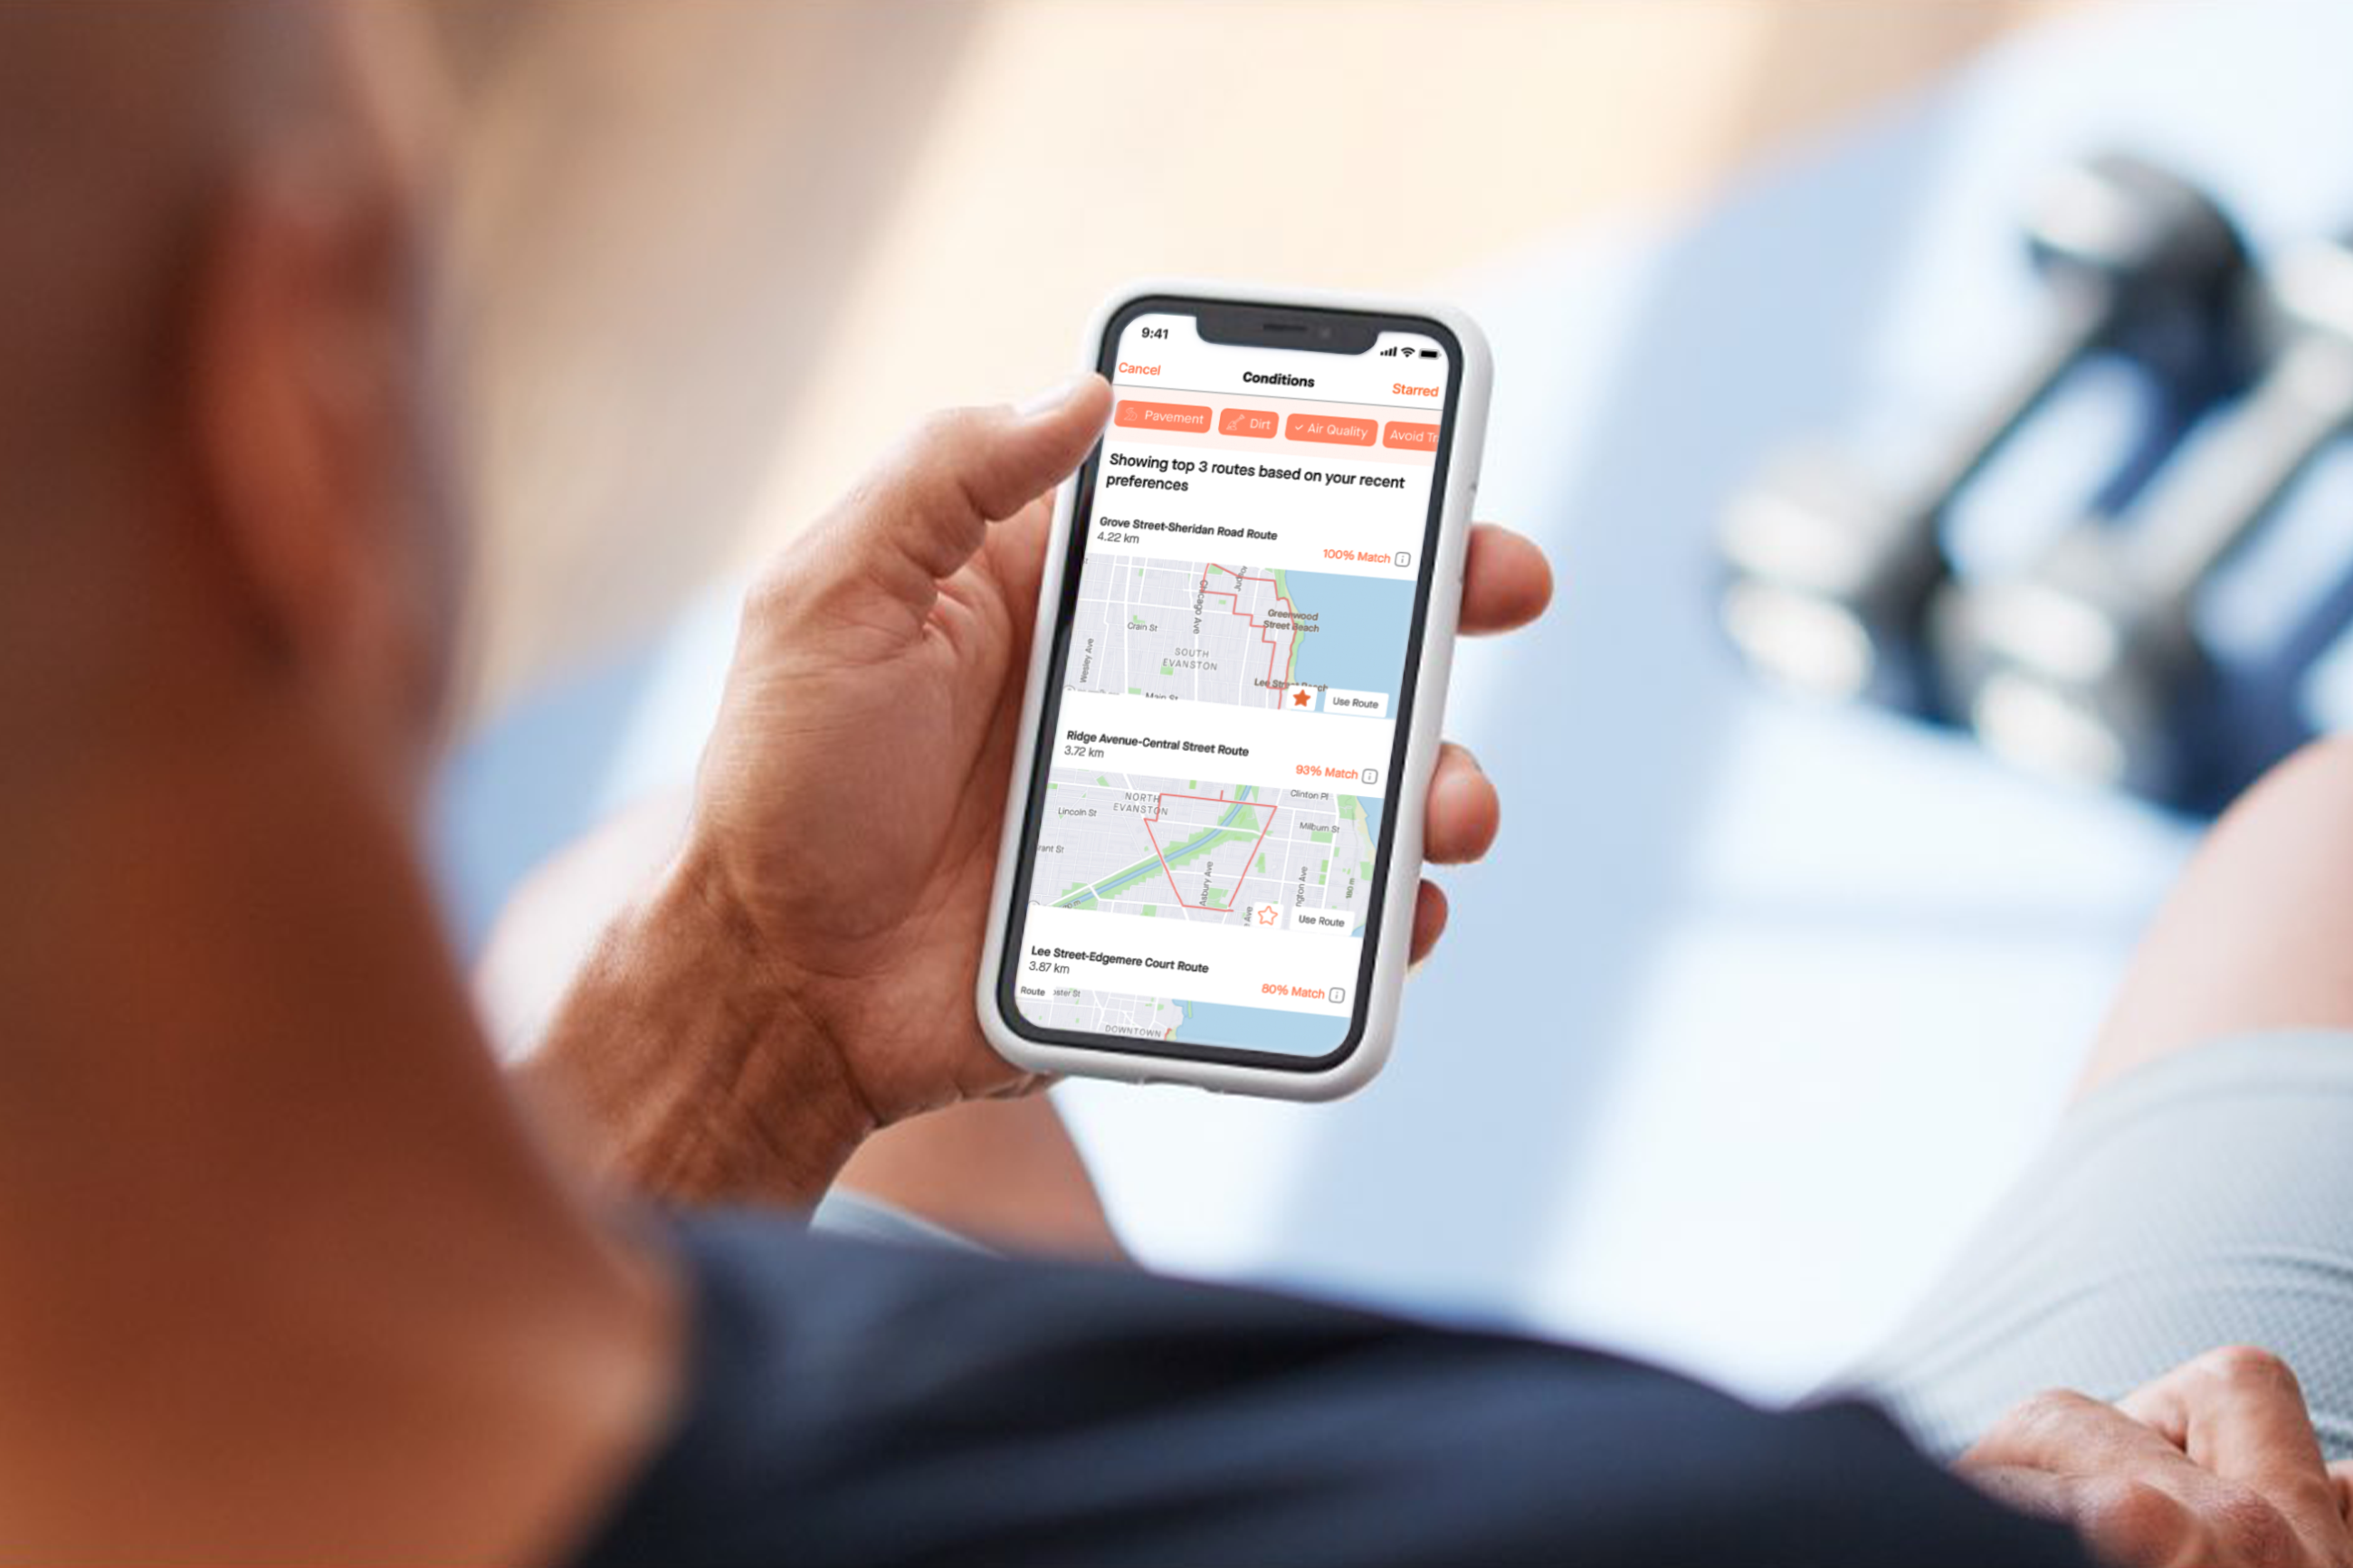 9:41
Cancel
Conditions
Starred
Pavement
Dirt
✓ Air Quality
Avoid Tr
Showing top 3 routes based on your recent
preferences
Grove Street-Sheridan Road Route
4.22 km
100% Match
Chicago Ave
Greenwood
Street Beach
Crain St
Wesley Ave
SOUTH
EVANSTON
Main St
Use Route
Ridge Avenue-Central Street Route
3.72 km
93% Match
NORTH
EVANSTON
Clinton Pl
Lincoln St
Milburn St
rant St
Asbury Ave
ngton Ave
Ave
Use Route
Lee Street-Edgemere Court Route
3.87 km
80% Match
Route
DOWNTOWN